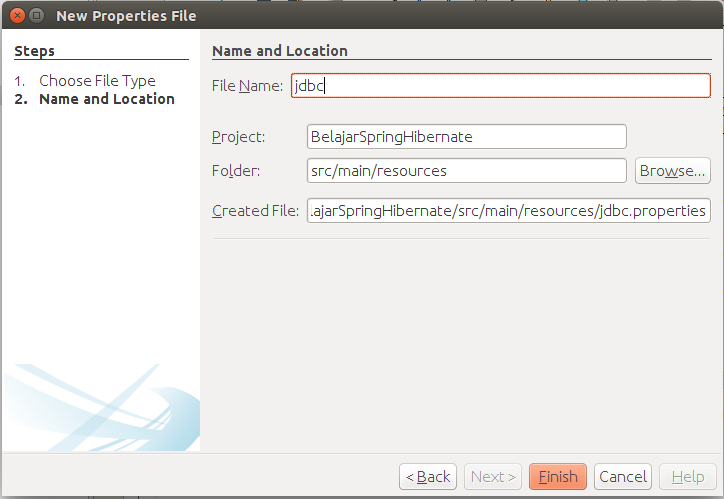 New Properties File
Steps
1. Choose File Type
2. Name and Location
Name and Location
File Name: jdbc
Project: BelajarSpringHibernate
Folder: src/main/resources Browse...
Created File: .ajarSpringHibernate/src/main/resources/jdbc.properties
< Back Next > Finish Cancel Help